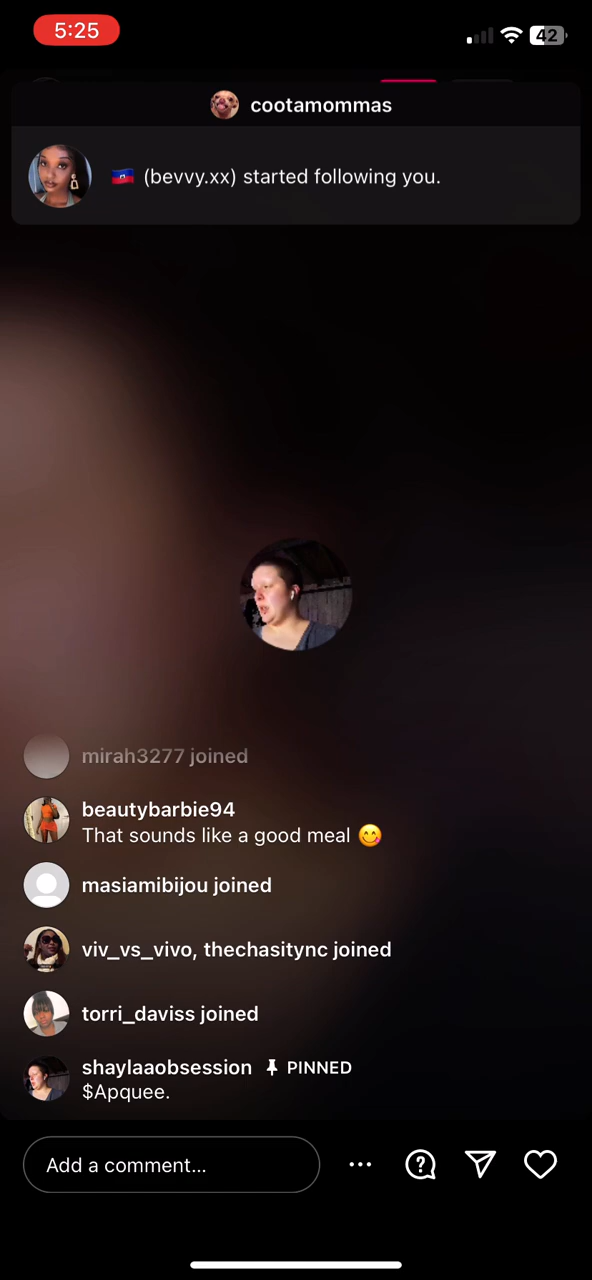 5:25
42
cootamommas
🇭🇹 (bevvy.xx) started following you.
mirah3277 joined
beautybarbie94
That sounds like a good meal 😋
masiamibijou joined
viv_vs_vivo, thechasitync joined
torri_daviss joined
shaylaaobsession PINNED
$Apquee.
Add a comment...